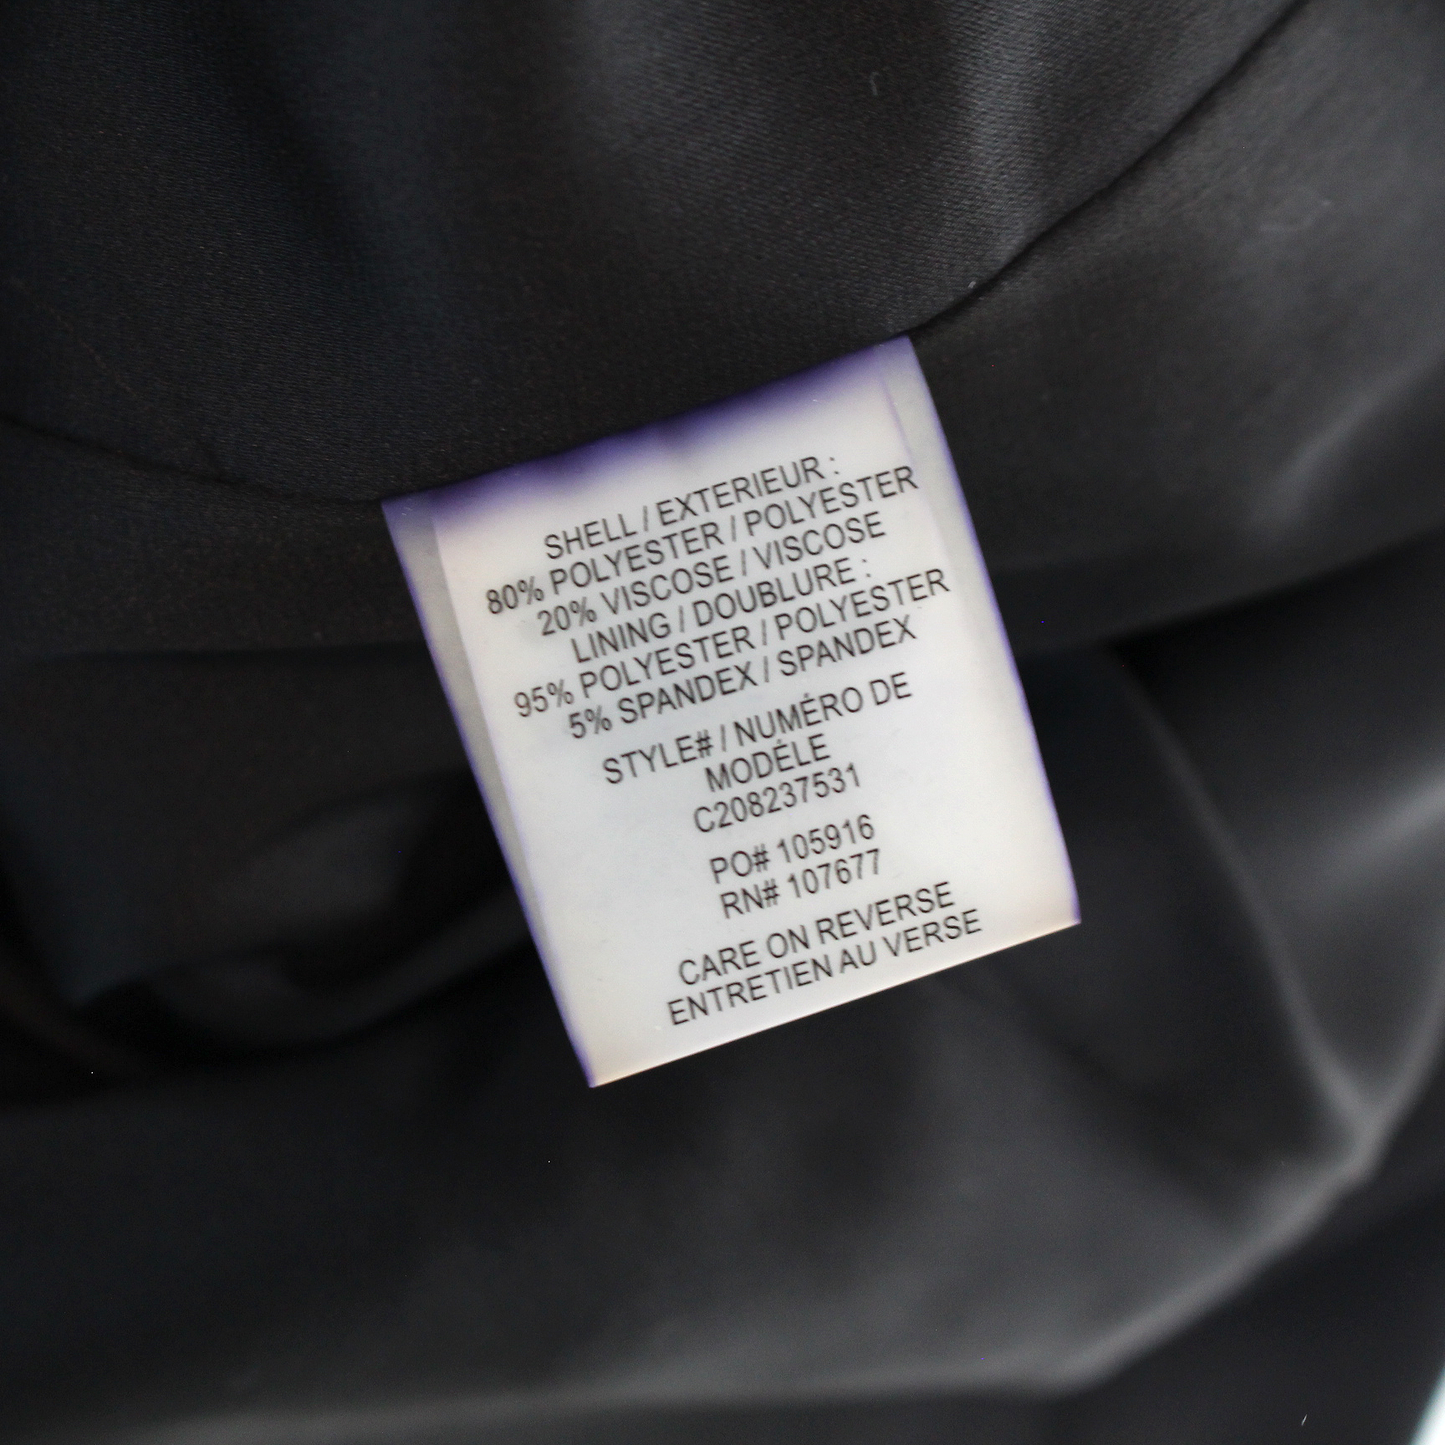 SHELL / EXTERIEUR :
80% POLYESTER / POLYESTER
20% VISCOSE / VISCOSE
LINING / DOUBLURE :
95% POLYESTER / POLYESTER
5% SPANDEX / SPANDEX
STYLE# / NUMÉRO DE
MODÈLE
C208237531
PO# 105916
RN# 107677
CARE ON REVERSE
ENTRETIEN AU VERSE